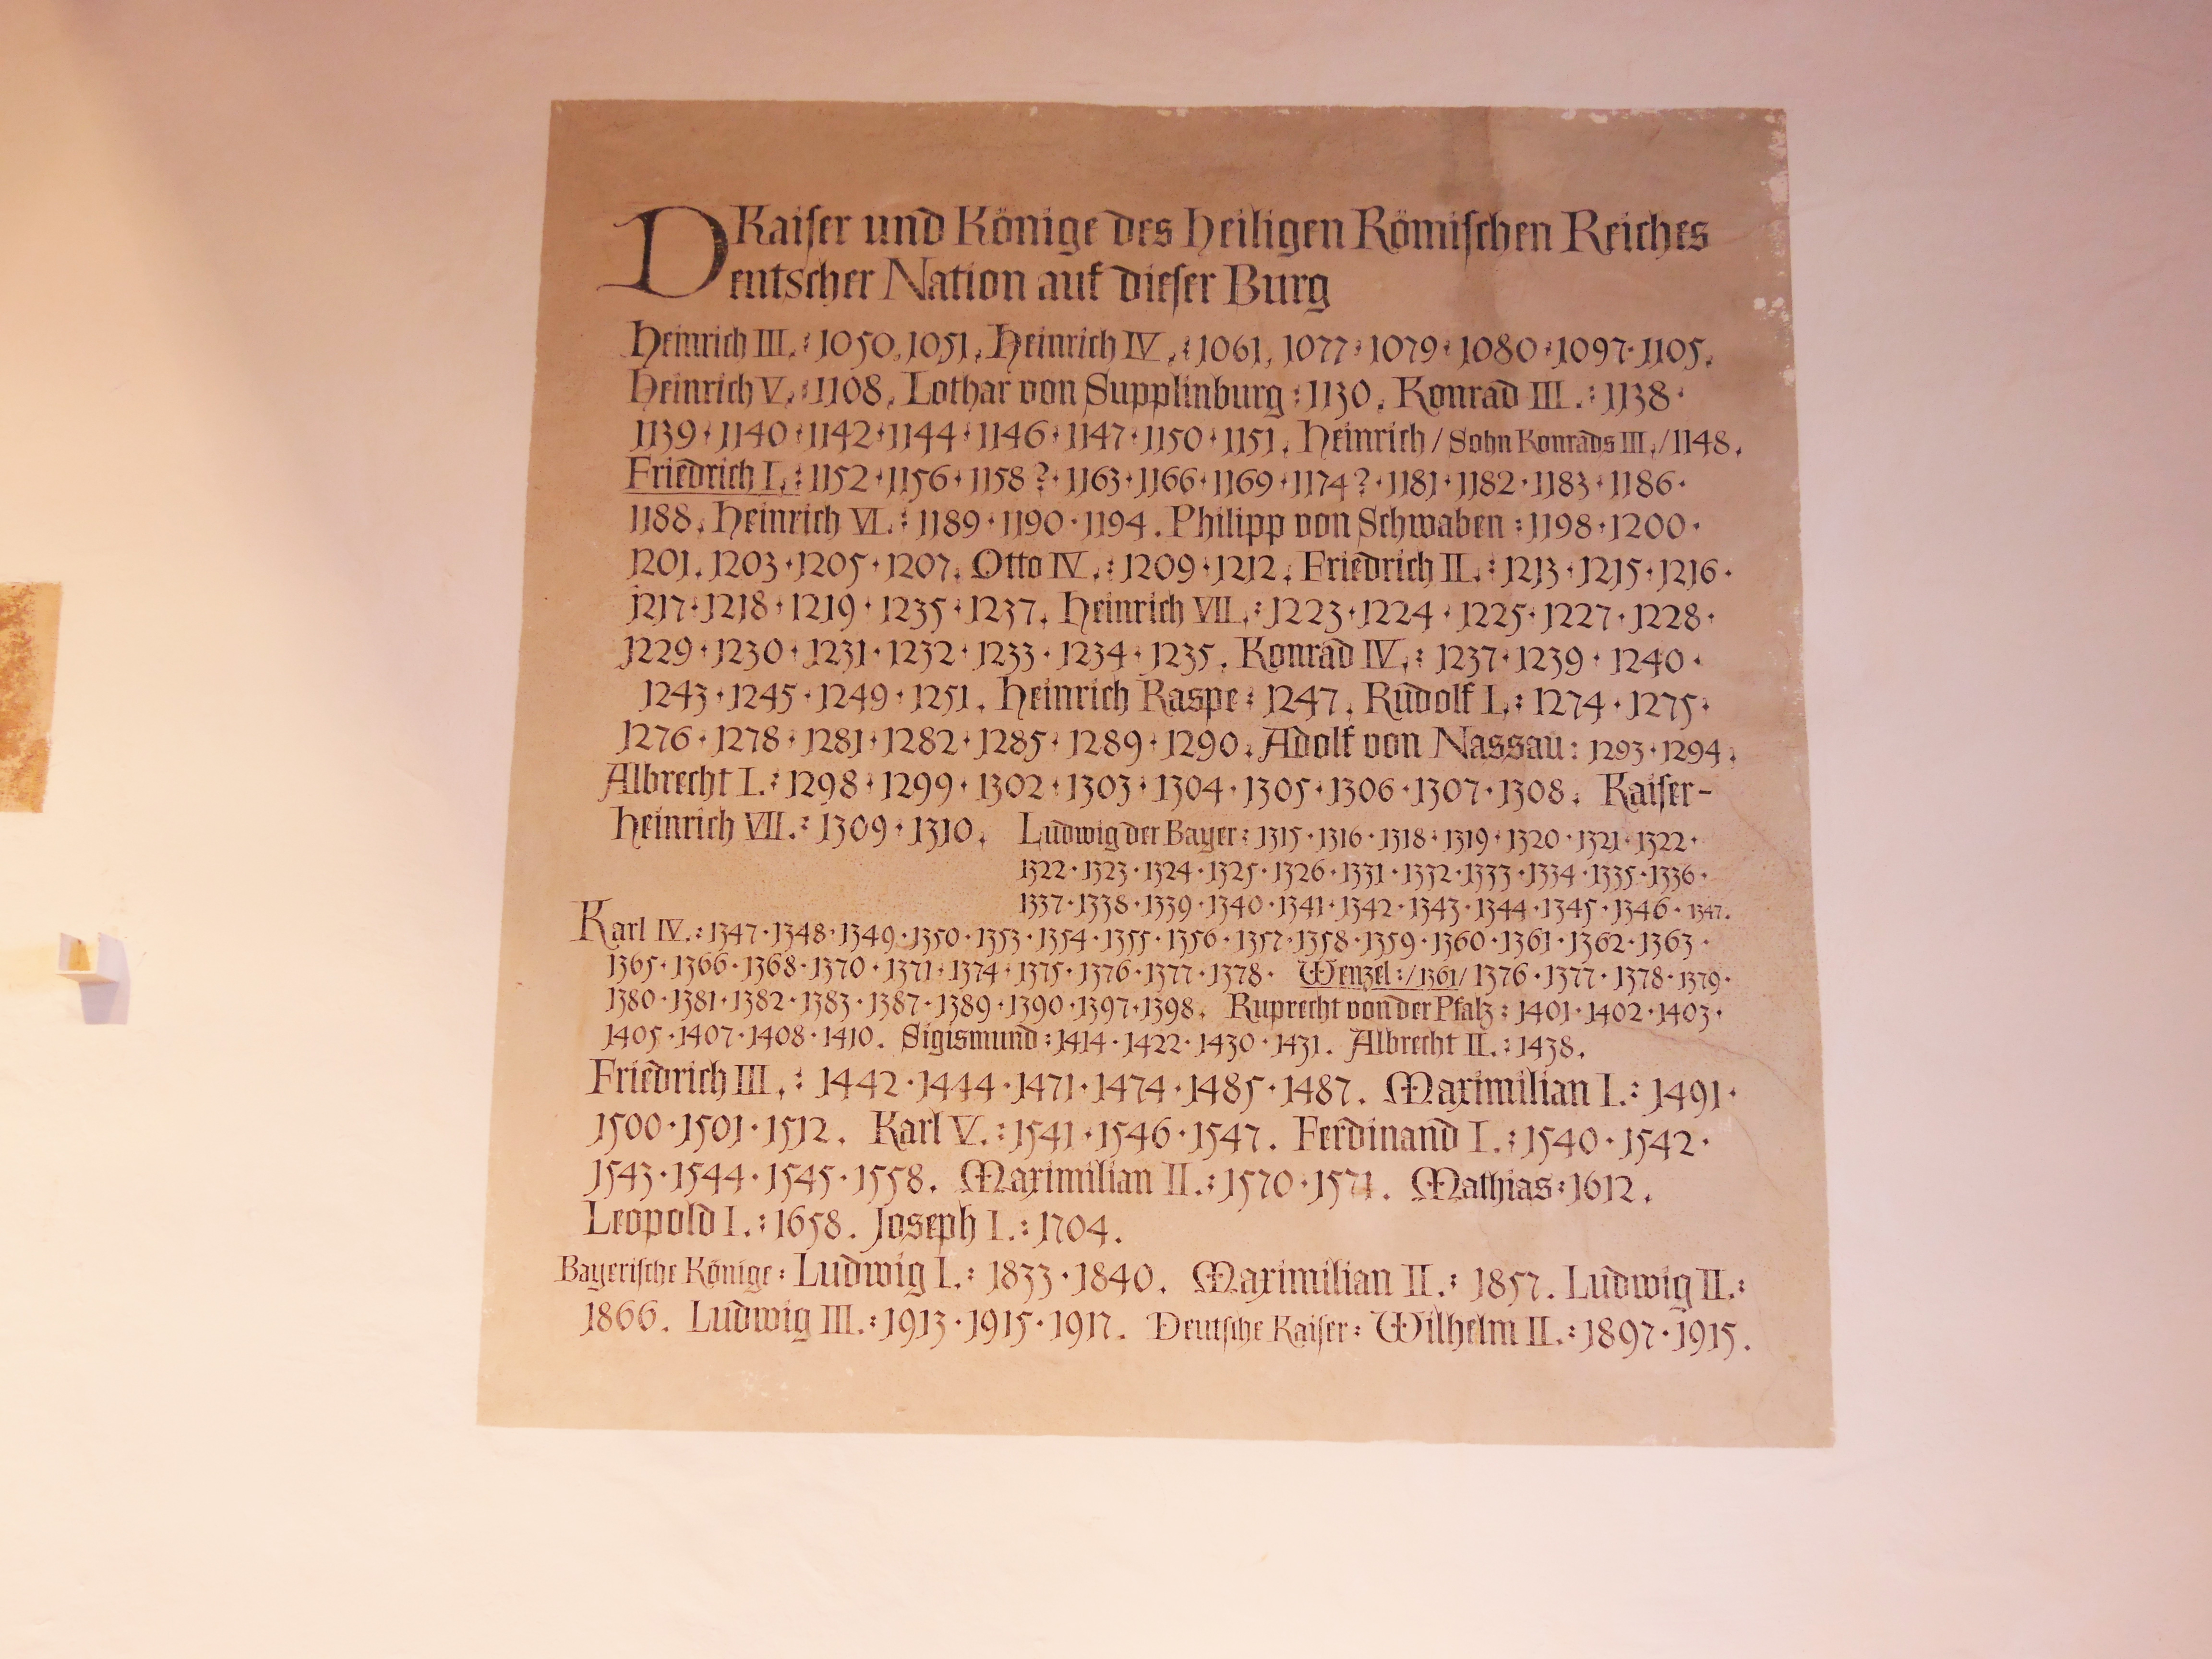 Kaiser und Könige des Heiligen Römischen Reiches
Deutscher Nation auf dieser Burg
Heinrich III.: 1050, 1051, Heinrich IV.: 1061, 1077·1079·1080·1097·1105.
Heinrich V.: 1108, Lothar von Supplinburg: 1130. Konrad III.: 1138·
1139·1140·1142·1144·1146·1147·1150·1151. Heinrich / Sohn Konrads III./1148.
Friedrich I.: 1152·1156·1158?·1163·1166·1169·1174?·1181·1182·1183·1186·
1188. Heinrich VI.: 1189·1190·1194. Philipp von Schwaben: 1198·1200·
1201. 1203·1205·1207. Otto IV.: 1209·1212. Friedrich II.: 1213·1215·1216·
1217·1218·1219·1235·1237. Heinrich VII.: 1223·1224·1225·1227·1228·
1229·1230·1231·1232·1233·1234·1235. Konrad IV.: 1237·1239·1240·
1243·1245·1249·1251. Heinrich Raspe: 1247. Rudolf I.: 1274·1275·
1276·1278·1281·1282·1285·1289·1290. Adolf von Nassau: 1293·1294.
Albrecht I.: 1298·1299·1302·1303·1304·1305·1306·1307·1308. Kaiser-
Heinrich VII.: 1309·1310. Ludwig der Bayer: 1315·1316·1318·1319·1320·1321·1322·
1322·1323·1324·1325·1326·1331·1332·1333·1334·1335·1336·
1337·1338·1339·1340·1341·1342·1343·1344·1345·1346·1347.
Karl IV.: 1347·1348·1349·1350·1353·1354·1355·1356·1357·1358·1359·1360·1361·1362·1363·
1365·1366·1368·1370·1371·1374·1375·1376·1377·1378· Wenzel: /1361/ 1376·1377·1378·1379·
1380·1381·1382·1383·1387·1389·1390·1397·1398. Ruprecht von der Pfalz: 1401·1402·1403·
1405·1407·1408·1410. Sigismund: 1414·1422·1430·1431. Albrecht II.: 1438.
Friedrich III.: 1442·1444·1471·1474·1485·1487. Maximilian I.: 1491·
1500·1501·1512. Karl V.: 1541·1546·1547. Ferdinand I.: 1540·1542·
1543·1544·1545·1558. Maximilian II.: 1570·1571. Mathias: 1612.
Leopold I.: 1658. Joseph I.: 1704.
Bayerische Könige: Ludwig I.: 1833·1840. Maximilian II.: 1857. Ludwig II.:
1866. Ludwig III.: 1913·1915·1917. Deutsche Kaiser: Wilhelm II.: 1897·1915.